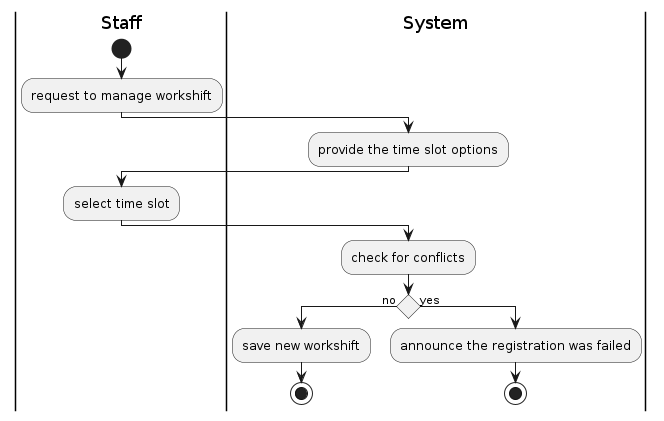 Staff
System
request to manage workshift
provide the time slot options
select time slot
check for conflicts
no
yes
save new workshift
announce the registration was failed